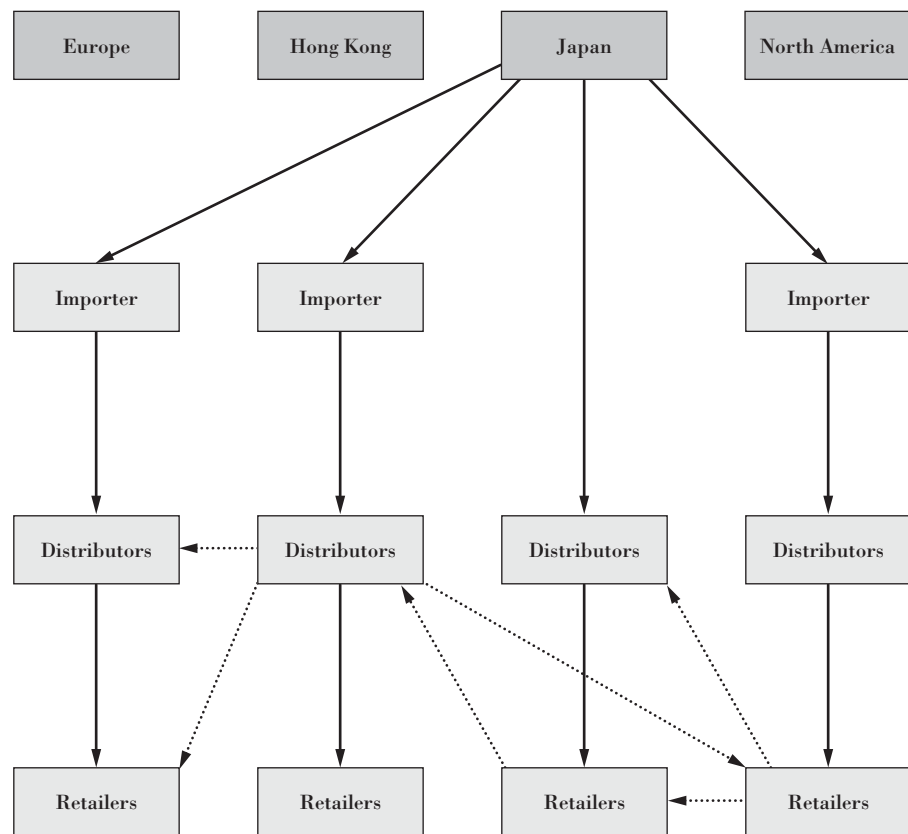 Europe
Hong Kong
Japan
North America
Importer
Importer
Importer
Distributors
Distributors
Distributors
Distributors
Retailers
Retailers
Retailers
Retailers